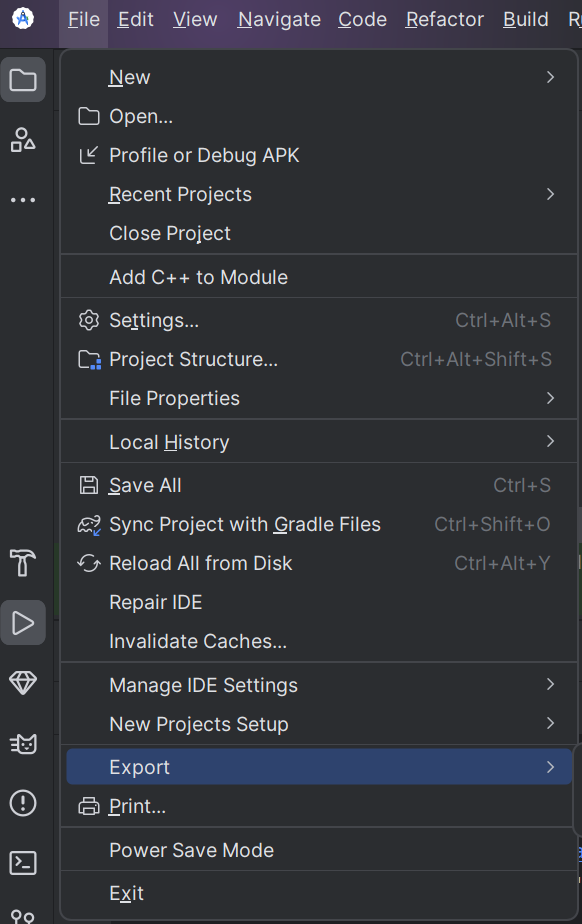 File Edit View Navigate Code Refactor Build
New
Open...
Profile or Debug APK
Recent Projects
Close Project
Add C++ to Module
Settings... Ctrl+Alt+S
Project Structure... Ctrl+Alt+Shift+S
File Properties
Local History
Save All Ctrl+S
Sync Project with Gradle Files Ctrl+Shift+O
Reload All from Disk Ctrl+Alt+Y
Repair IDE
Invalidate Caches...
Manage IDE Settings
New Projects Setup
Export
Print...
Power Save Mode
Exit